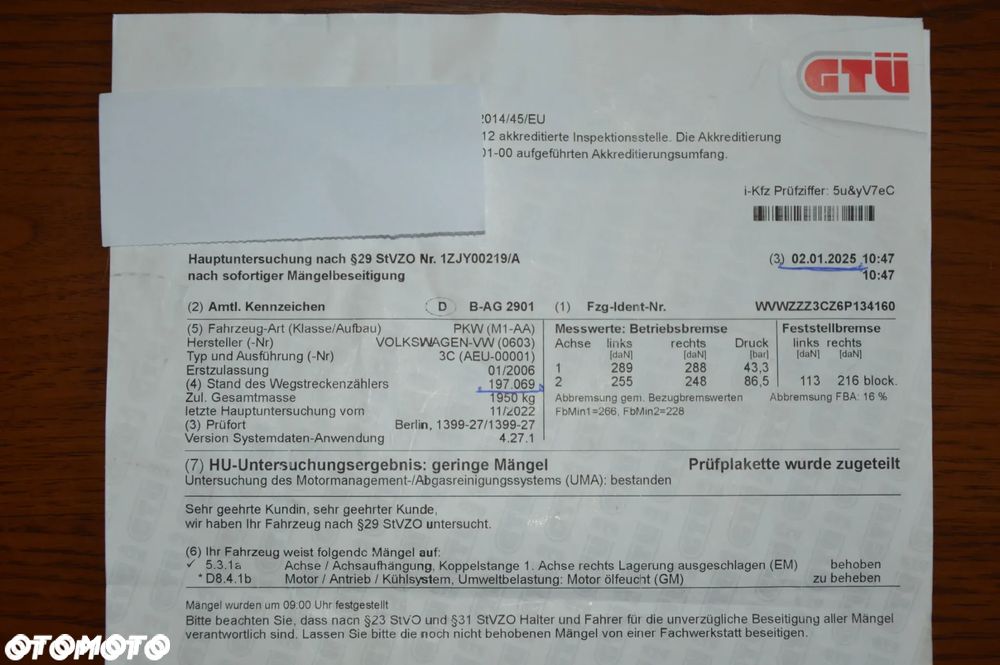 GTÜ
2014/45/EU
12 akkreditierte Inspektionsstelle. Die Akkreditierung
01-00 aufgeführten Akkreditierungsumfang.
i-Kfz Prüfziffer: 5u&yV7eC
Hauptuntersuchung nach §29 StVZO Nr. 1ZJY00219/A (3) 02.01.2025 10:47
nach sofortiger Mängelbeseitigung 10:47
(2) Amtl. Kennzeichen D B-AG 2901 (1) Fzg-Ident-Nr. WVWZZZ3CZ6P134160
(5) Fahrzeug-Art (Klasse/Aufbau) PKW (M1-AA)
Hersteller (-Nr) VOLKSWAGEN-VW (0603)
Typ und Ausführung (-Nr) 3C (AEU-00001)
Erstzulassung 01/2006
(4) Stand des Wegstreckenzählers 197.069
Zul. Gesamtmasse 1950 kg
letzte Hauptuntersuchung vom 11/2022
(3) Prüfort Berlin, 1399-27/1399-27
Version Systemdaten-Anwendung 4.27.1
Messwerte: Betriebsbremse Feststellbremse
Achse links rechts Druck links rechts
[daN] [daN] [bar] [daN] [daN]
1 289 288 43,3
2 255 248 86,5 113 216 block.
Abbremsung gem. Bezugbremswerten Abbremsung FBA: 16 %
FbMin1=266, FbMin2=228
(7) HU-Untersuchungsergebnis: geringe Mängel Prüfplakette wurde zugeteilt
Untersuchung des Motormanagement-/Abgasreinigungssystems (UMA): bestanden
Sehr geehrte Kundin, sehr geehrter Kunde,
wir haben Ihr Fahrzeug nach §29 StVZO untersucht.
(6) Ihr Fahrzeug weist folgende Mängel auf:
✓ 5.3.1a Achse / Achsaufhängung, Koppelstange 1. Achse rechts Lagerung ausgeschlagen (EM) behoben
* D8.4.1b Motor / Antrieb / Kühlsystem, Umweltbelastung: Motor ölfeucht (GM) zu beheben
Mängel wurden um 09:00 Uhr festgestellt
Bitte beachten Sie, dass nach §23 StVO und §31 StVZO Halter und Fahrer für die unverzügliche Beseitigung aller Mängel
verantwortlich sind. Lassen Sie bitte die noch nicht behobenen Mängel von einer Fachwerkstatt beseitigen.
OTOMOTO